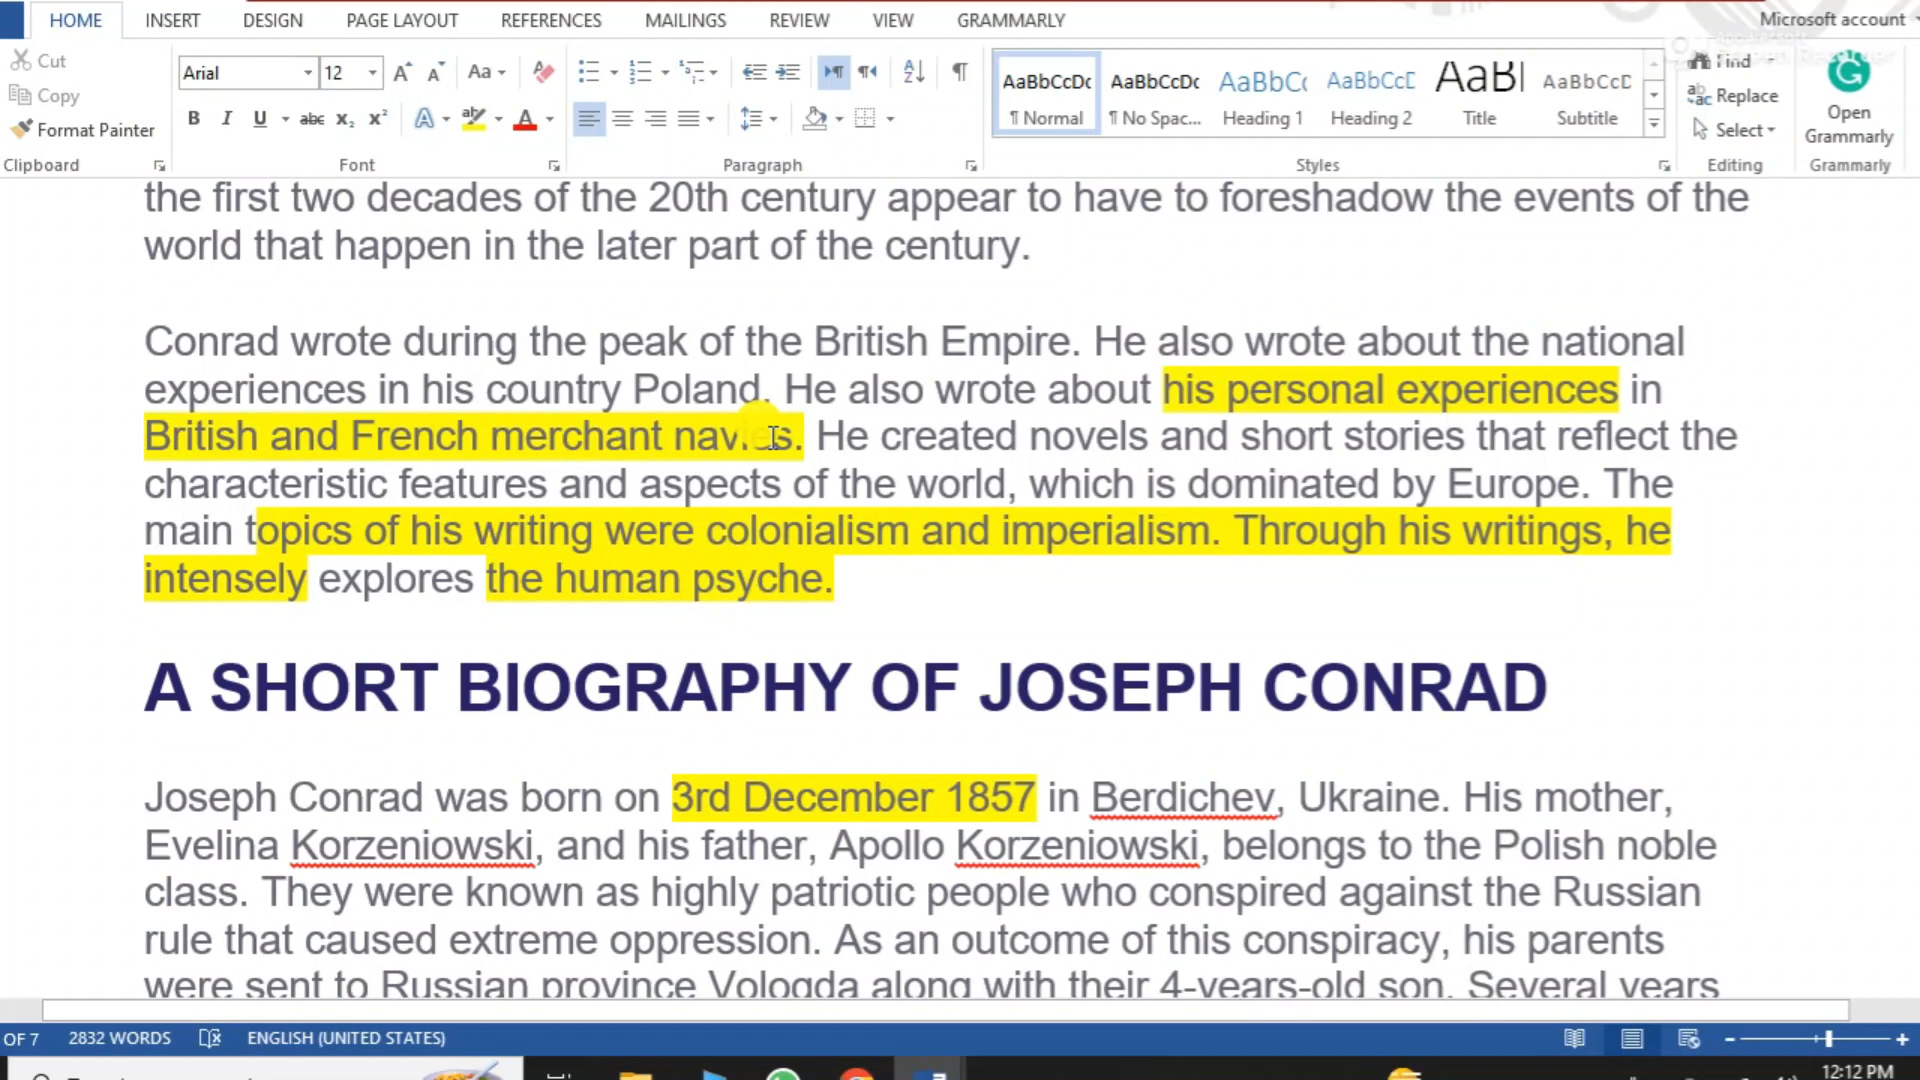 HOME INSERT DESIGN PAGE LAYOUT REFERENCES MAILINGS REVIEW VIEW GRAMMARLY Microsoft account
Cut
Copy
Format Painter
Clipboard
Arial 12
Aa
B I U abc X₂ X²
A
Font
Paragraph
AaBbCcDc AaBbCcDc AaBbC AaBbCcD AaBl AaBbCcD
¶ Normal ¶ No Spac... Heading 1 Heading 2 Title Subtitle
Styles
Find
Replace
Select
Editing
Open
Grammarly
Grammarly
the first two decades of the 20th century appear to have to foreshadow the events of the
world that happen in the later part of the century.
Conrad wrote during the peak of the British Empire. He also wrote about the national
experiences in his country Poland. He also wrote about his personal experiences in
British and French merchant navies. He created novels and short stories that reflect the
characteristic features and aspects of the world, which is dominated by Europe. The
main topics of his writing were colonialism and imperialism. Through his writings, he
intensely explores the human psyche.
A SHORT BIOGRAPHY OF JOSEPH CONRAD
Joseph Conrad was born on 3rd December 1857 in Berdichev, Ukraine. His mother,
Evelina Korzeniowski, and his father, Apollo Korzeniowski, belongs to the Polish noble
class. They were known as highly patriotic people who conspired against the Russian
rule that caused extreme oppression. As an outcome of this conspiracy, his parents
were sent to Russian province Vologda along with their 4-years-old son. Several years
OF 7 2832 WORDS ENGLISH (UNITED STATES)
12:12 PM